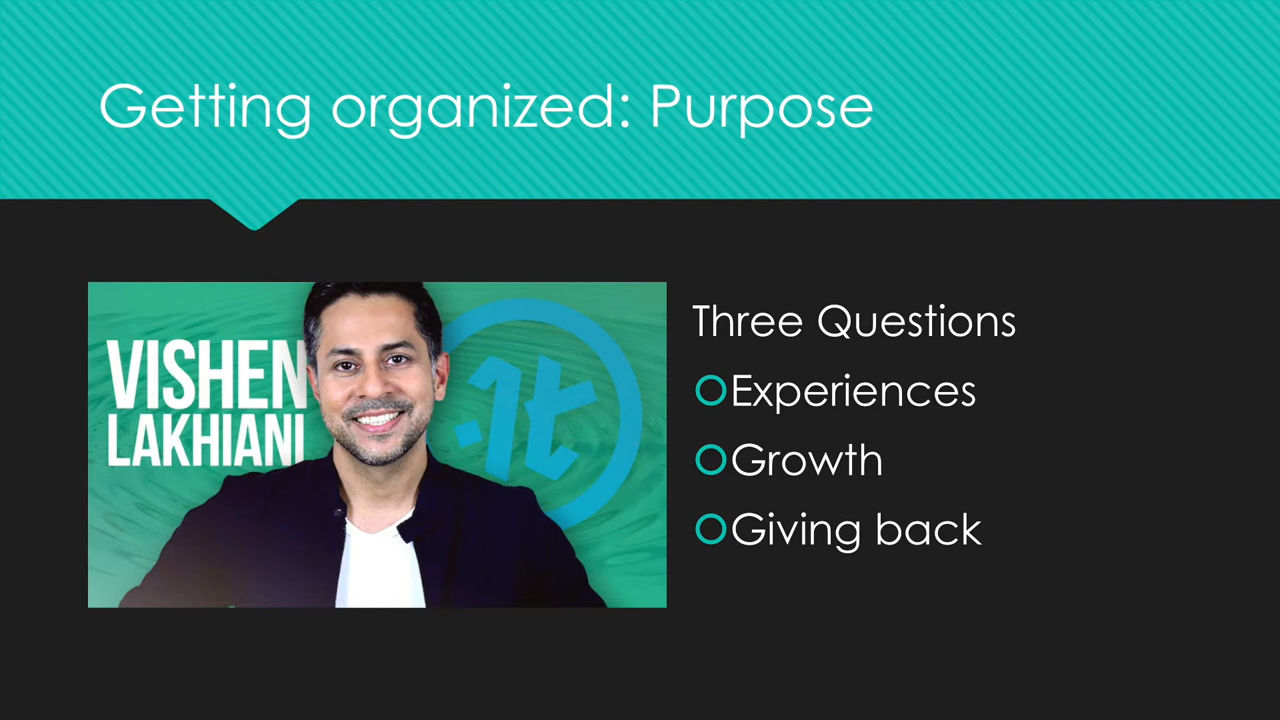 Getting organized: Purpose
VISHEN
LAKHIANI
Three Questions
Experiences
Growth
Giving back